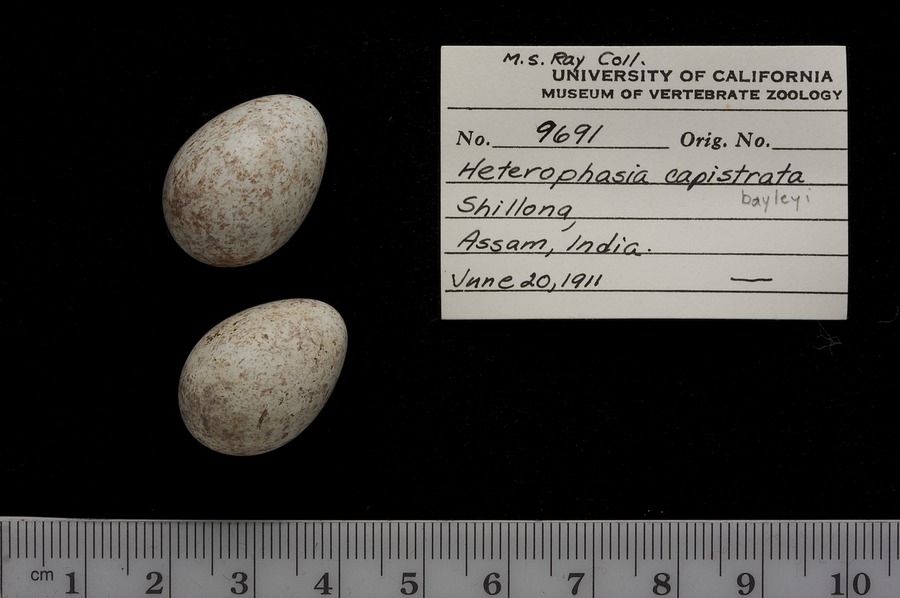 M.S. Ray Coll.
UNIVERSITY OF CALIFORNIA
MUSEUM OF VERTEBRATE ZOOLOGY
No. 9691 Orig. No.
Heterophasia capistrata
bayleyi
Shillong,
Assam, India.
June 20, 1911 —
cm 1 2 3 4 5 6 7 8 9 10